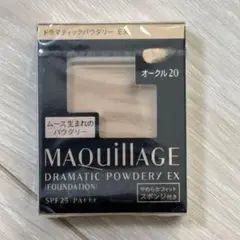 ドラマティックパウダリー EX
オークル20
ムース生まれの
パウダリー
MAQUillAGE
DRAMATIC POWDERY EX
(FOUNDATION)
やわらかフィット
スポンジ付き
SPF25・PA+++